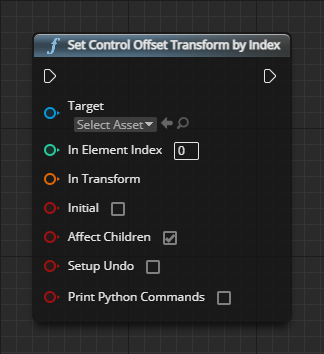 Set Control Offset Transform by Index
Target
Select Asset
In Element Index 0
In Transform
Initial
Affect Children
Setup Undo
Print Python Commands